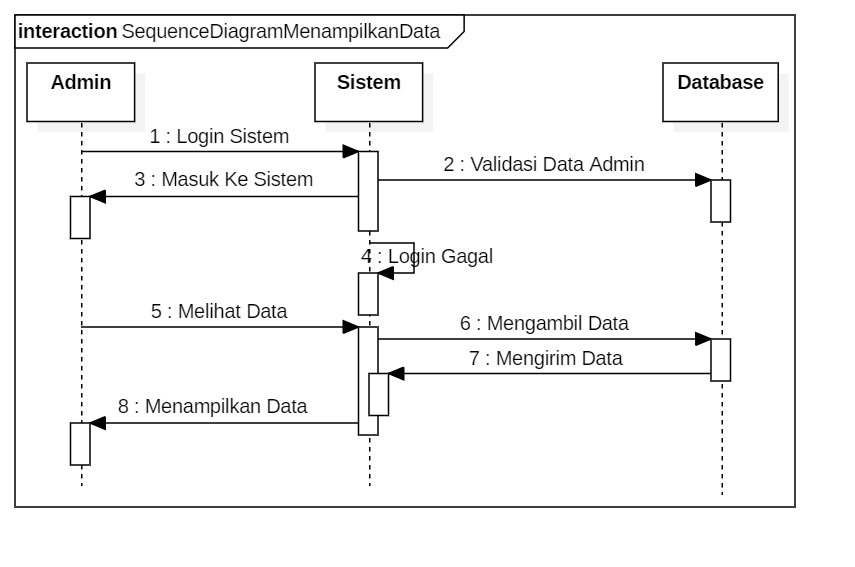 interaction SequenceDiagramMenampilkanData
Admin
Sistem
Database
1 : Login Sistem
2 : Validasi Data Admin
3 : Masuk Ke Sistem
4 : Login Gagal
5 : Melihat Data
6 : Mengambil Data
7 : Mengirim Data
8 : Menampilkan Data